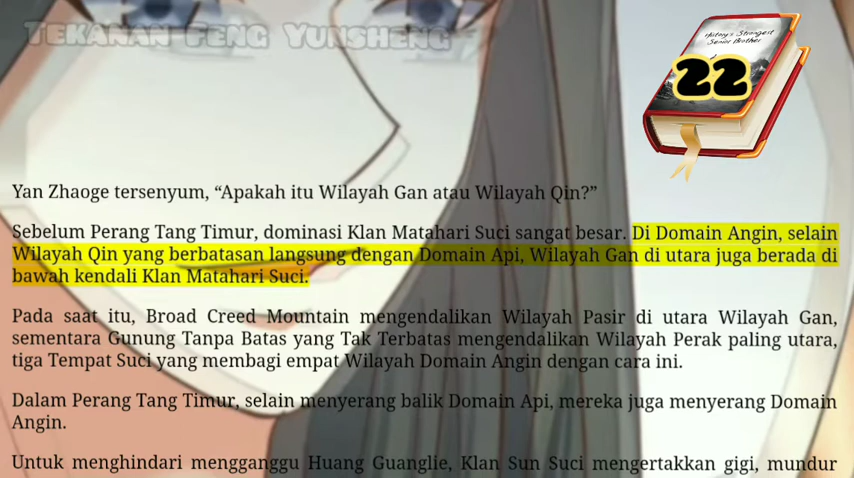 TEKANAN FENG YUNSHENG
History's Strongest
Senior Brother
22
Yan Zhaoge tersenyum, “Apakah itu Wilayah Gan atau Wilayah Qin?”
Sebelum Perang Tang Timur, dominasi Klan Matahari Suci sangat besar. Di Domain Angin, selain
Wilayah Qin yang berbatasan langsung dengan Domain Api, Wilayah Gan di utara juga berada di
bawah kendali Klan Matahari Suci.
Pada saat itu, Broad Creed Mountain mengendalikan Wilayah Pasir di utara Wilayah Gan,
sementara Gunung Tanpa Batas yang Tak Terbatas mengendalikan Wilayah Perak paling utara,
tiga Tempat Suci yang membagi empat Wilayah Domain Angin dengan cara ini.
Dalam Perang Tang Timur, selain menyerang balik Domain Api, mereka juga menyerang Domain
Angin.
Untuk menghindari mengganggu Huang Guanglie, Klan Sun Suci mengertakkan gigi, mundur